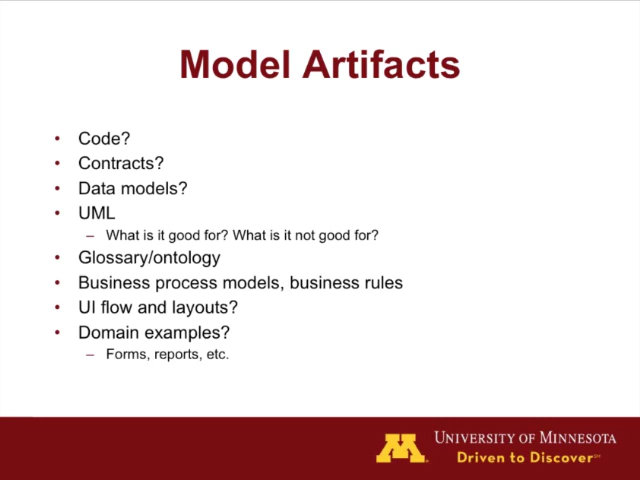 Model Artifacts
• Code?
• Contracts?
• Data models?
• UML
– What is it good for? What is it not good for?
• Glossary/ontology
• Business process models, business rules
• UI flow and layouts?
• Domain examples?
– Forms, reports, etc.
M
UNIVERSITY OF MINNESOTA
Driven to Discover℠